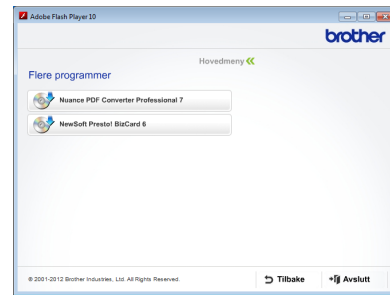 Adobe Flash Player 10
brother
Hovedmeny
Flere programmer
Nuance PDF Converter Professional 7
NewSoft Presto! BizCard 6
© 2001-2012 Brother Industries, Ltd. All Rights Reserved.
Tilbake
Avslutt